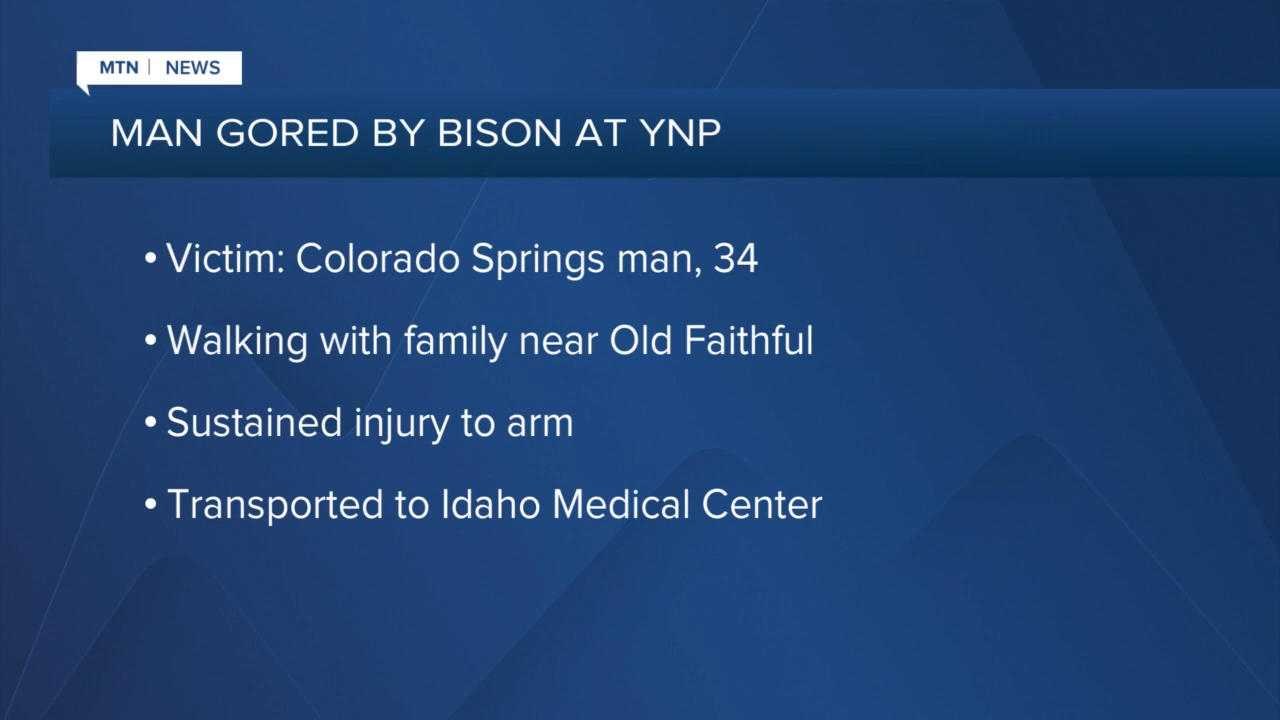 MTN | NEWS
MAN GORED BY BISON AT YNP
• Victim: Colorado Springs man, 34
• Walking with family near Old Faithful
• Sustained injury to arm
• Transported to Idaho Medical Center